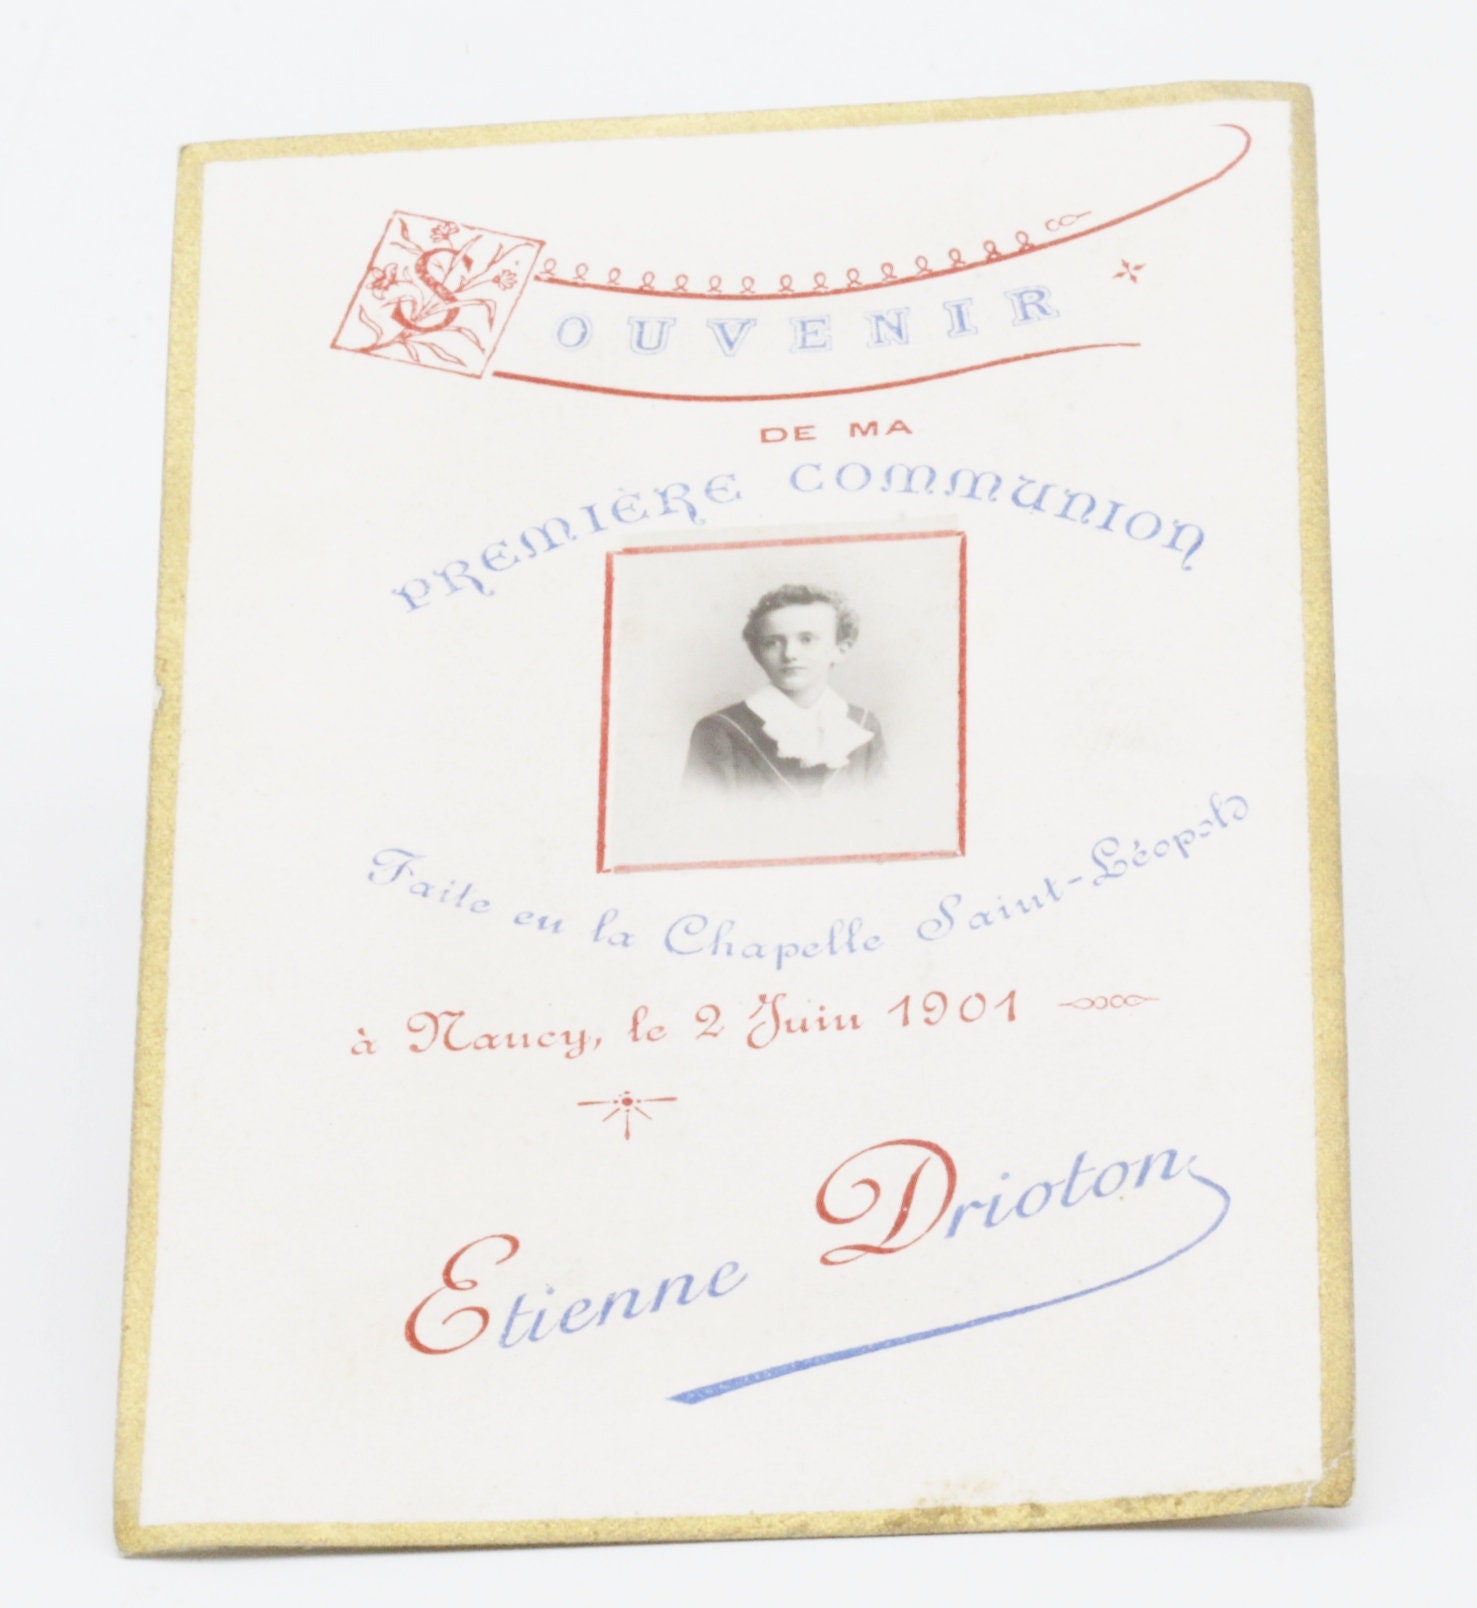 SOUVENIR
DE MA
PREMIÈRE COMMUNION
Faite en la Chapelle Saint-Léopold
à Nancy, le 2 Juin 1901
Etienne Drioton